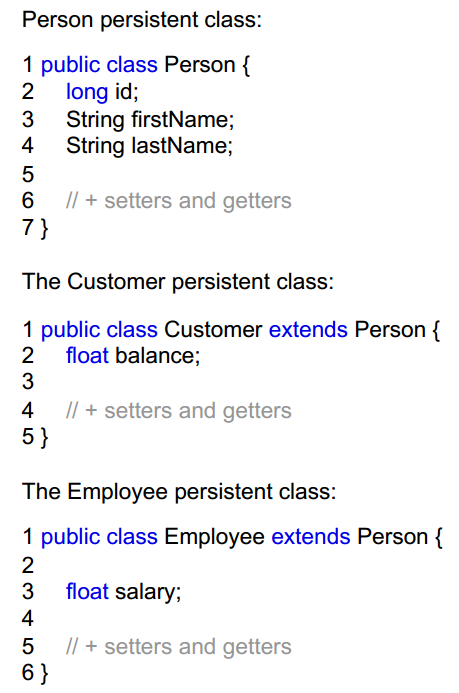 Person persistent class:
1 public class Person {
2 long id;
3 String firstName;
4 String lastName;
5
6 // + setters and getters
7 }
The Customer persistent class:
1 public class Customer extends Person {
2 float balance;
3
4 // + setters and getters
5 }
The Employee persistent class:
1 public class Employee extends Person {
2
3 float salary;
4
5 // + setters and getters
6 }